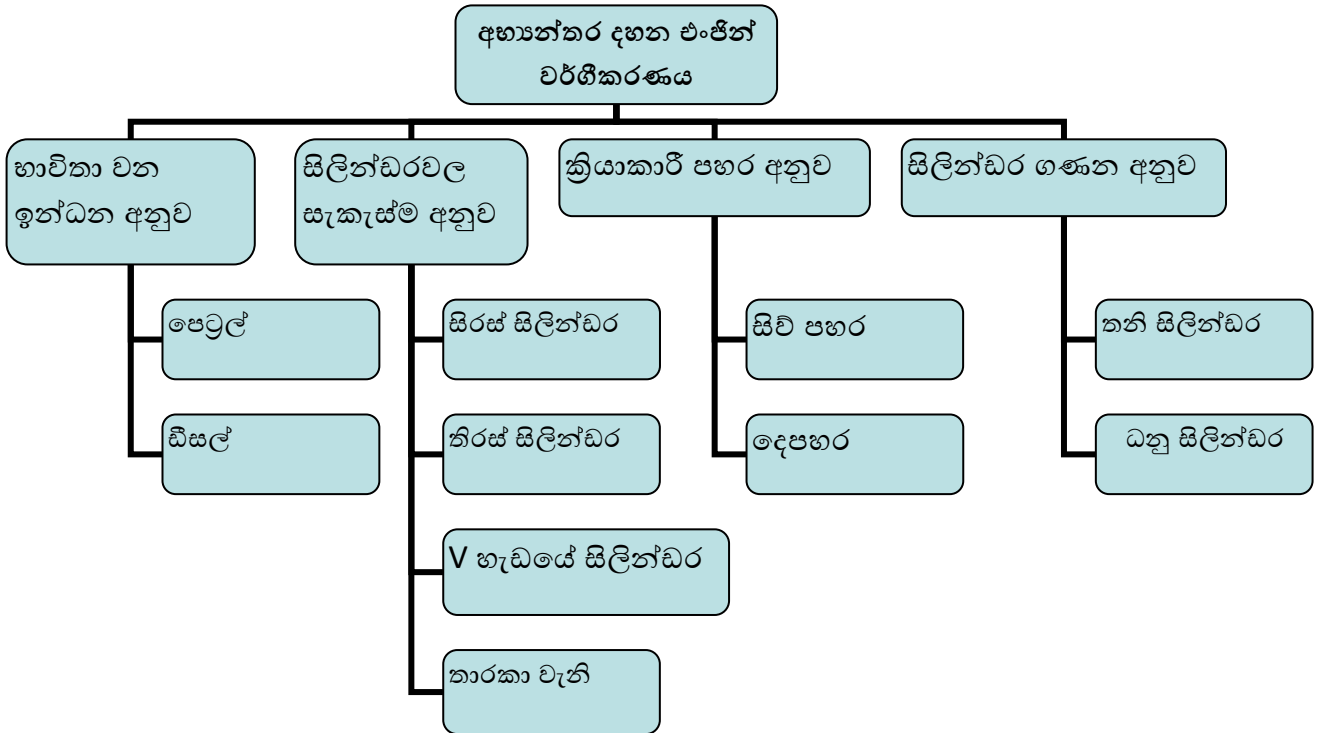 අභ්‍යන්තර දහන එංජින්
වර්ගීකරණය
භාවිතා වන
ඉන්ධන අනුව
සිලින්ඩරවල
සැකැස්ම අනුව
ක්‍රියාකාරී පහර අනුව
සිලින්ඩර ගණන අනුව
පෙට්‍රල්
ඩීසල්
සිරස් සිලින්ඩර
තිරස් සිලින්ඩර
V හැඩයේ සිලින්ඩර
තාරකා වැනි
සිව් පහර
දෙපහර
තනි සිලින්ඩර
ධනු සිලින්ඩර